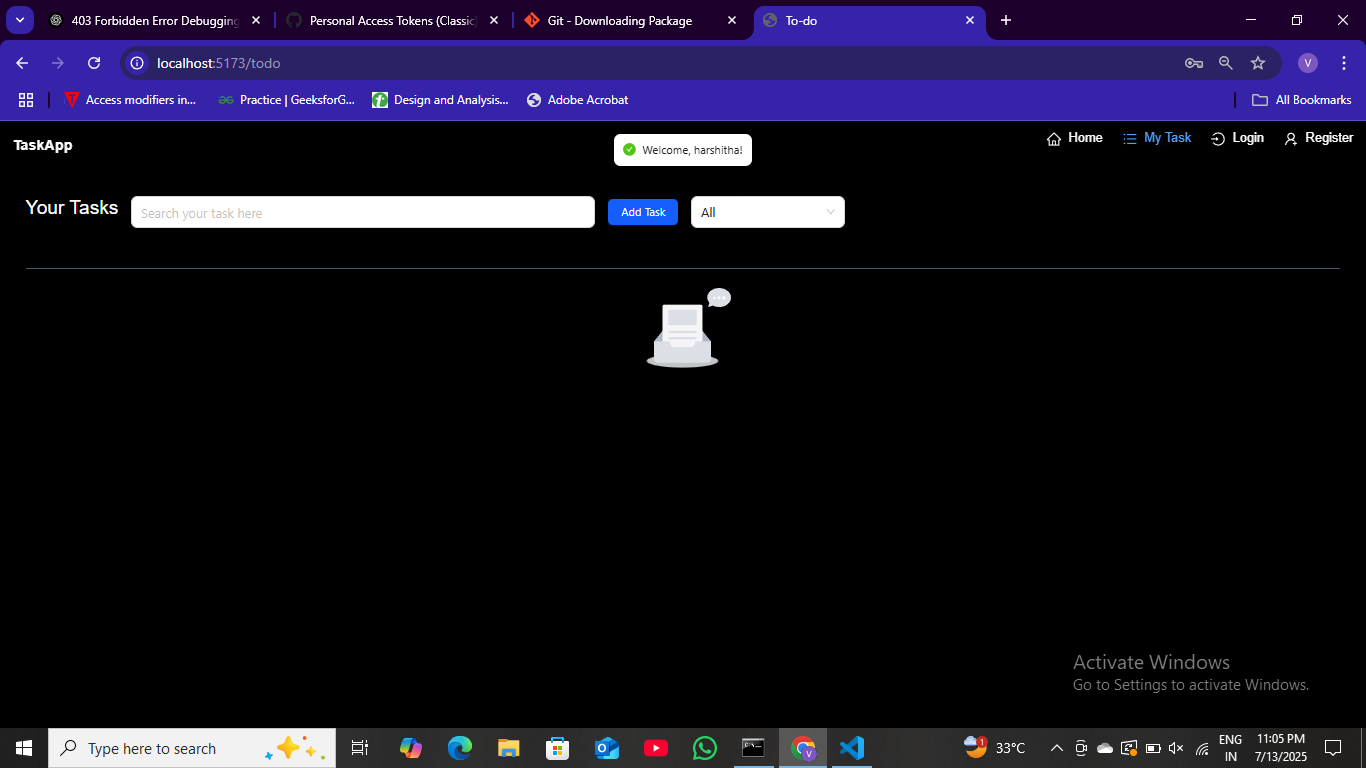 403 Forbidden Error Debugging
Personal Access Tokens (Classic)
Git - Downloading Package
To-do
localhost:5173/todo
V
Access modifiers in...
Practice | GeeksforG...
Design and Analysis...
Adobe Acrobat
All Bookmarks
TaskApp
Welcome, harshitha!
Home
My Task
Login
Register
Your Tasks
Search your task here
Add Task
All
Activate Windows
Go to Settings to activate Windows.
Type here to search
1
33°C
ENG
IN
11:05 PM
7/13/2025